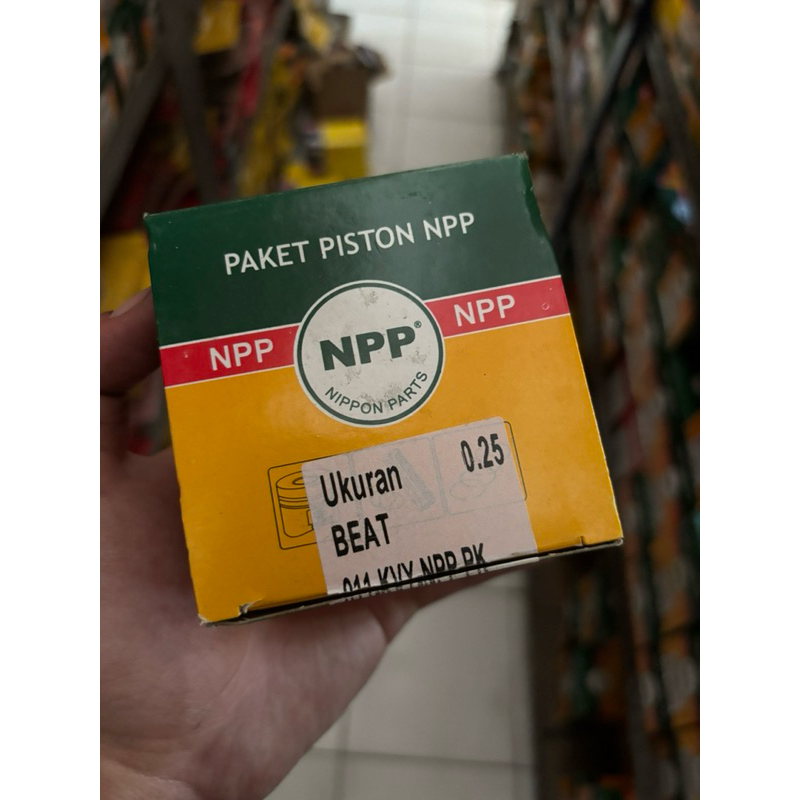 PAKET PISTON NPP
NPP NPP
NPP®
NIPPON PARTS
Ukuran 0.25
BEAT
011 KVY NPP PK